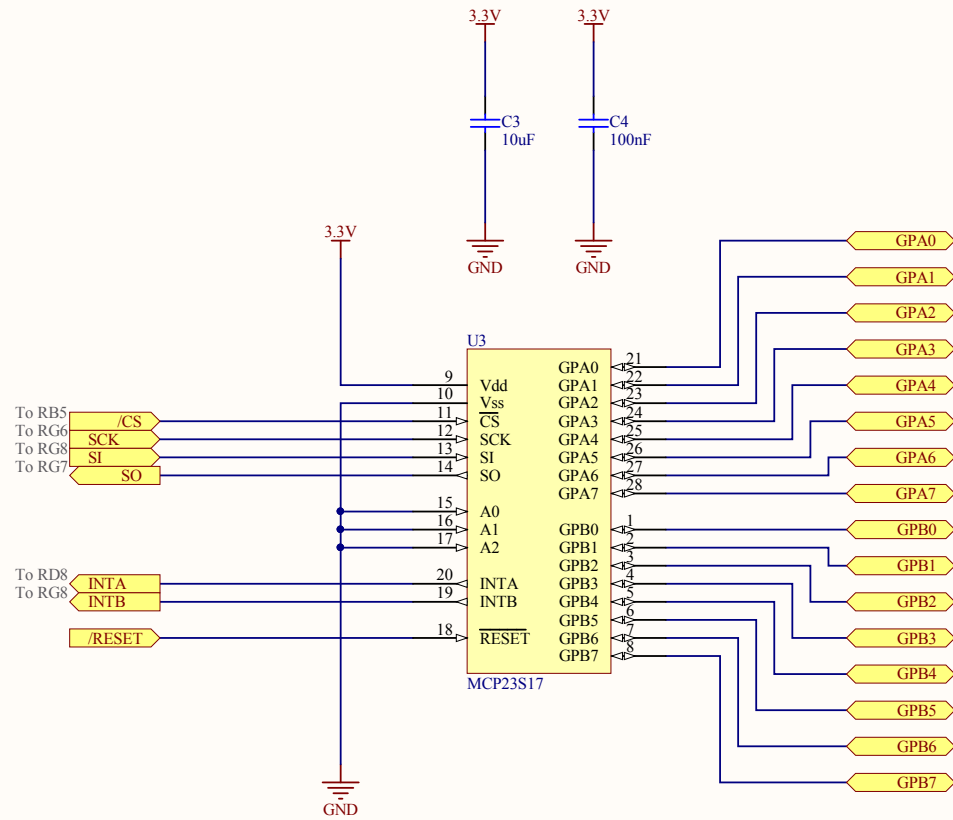 3.3V
3.3V
C3
10uF
C4
100nF
GND
GND
3.3V
U3
MCP23S17
9 Vdd
10 Vss
To RB5
/CS 11 CS
To RG6
SCK 12 SCK
To RG8
SI 13 SI
To RG7
SO 14 SO
15 A0
16 A1
17 A2
To RD8
INTA 20 INTA
To RG8
INTB 19 INTB
/RESET 18 RESET
GND
GPA0 21 GPA0
GPA1 22 GPA1
GPA2 23 GPA2
GPA3 24 GPA3
GPA4 25 GPA4
GPA5 26 GPA5
GPA6 27 GPA6
GPA7 28 GPA7
GPB0 1 GPB0
GPB1 2 GPB1
GPB2 3 GPB2
GPB3 4 GPB3
GPB4 5 GPB4
GPB5 6 GPB5
GPB6 7 GPB6
GPB7 8 GPB7